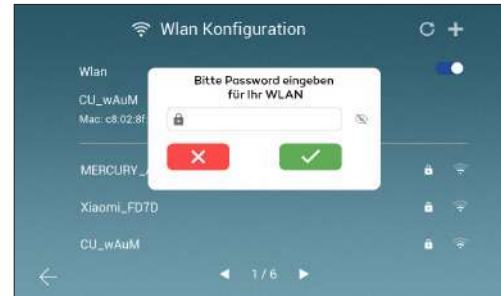 Wlan Konfiguration
Wlan
Bitte Password eingeben
für Ihr WLAN
CU_wAuM
Mac: c8:02:8f:
MERCURY_
Xiaomi_FD7D
CU_wAuM
1/6